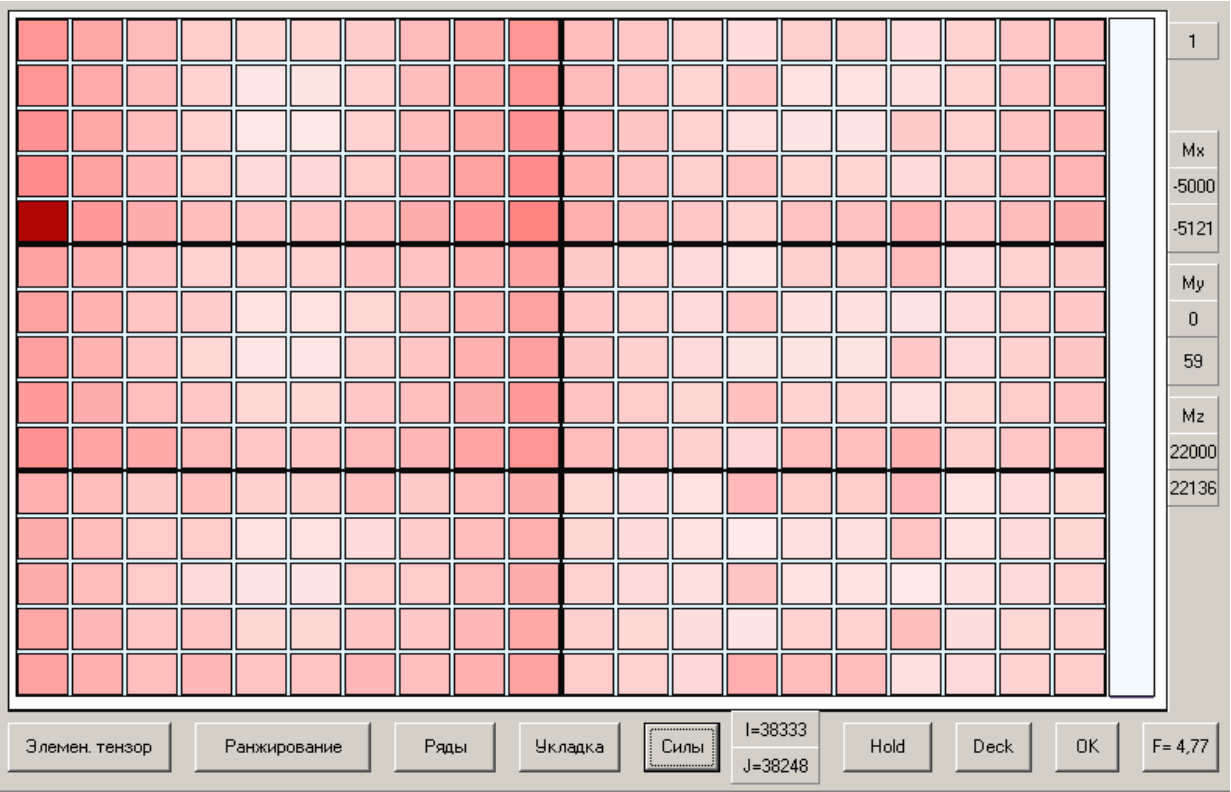 1
Mx
-5000
-5121
My
0
59
Mz
22000
22136
Элемен. тензор
Ранжирование
Ряды
Укладка
Силы
I=38333
J=38248
Hold
Deck
OK
F= 4,77